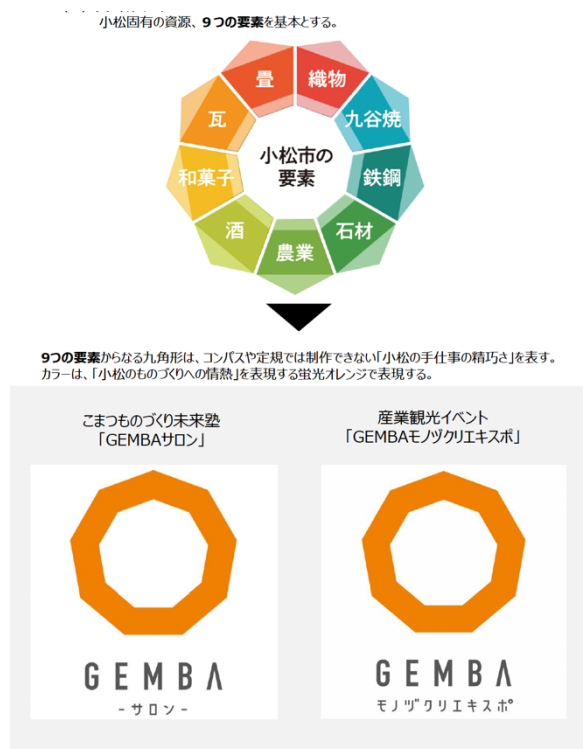 小松固有の資源、9つの要素を基本とする。
畳
織物
瓦
九谷焼
小松市の
要素
和菓子
鉄鋼
酒
石材
農業
9つの要素からなる九角形は、コンパスや定規では制作できない「小松の手仕事の精巧さ」を表す。
カラーは、「小松のものづくりへの情熱」を表現する蛍光オレンジで表現する。
こまつものづくり未来塾
「GEMBAサロン」
産業観光イベント
「GEMBAモノヅクリエキスポ」
GEMBA
-サロン-
GEMBA
モノヅクリエキスポ